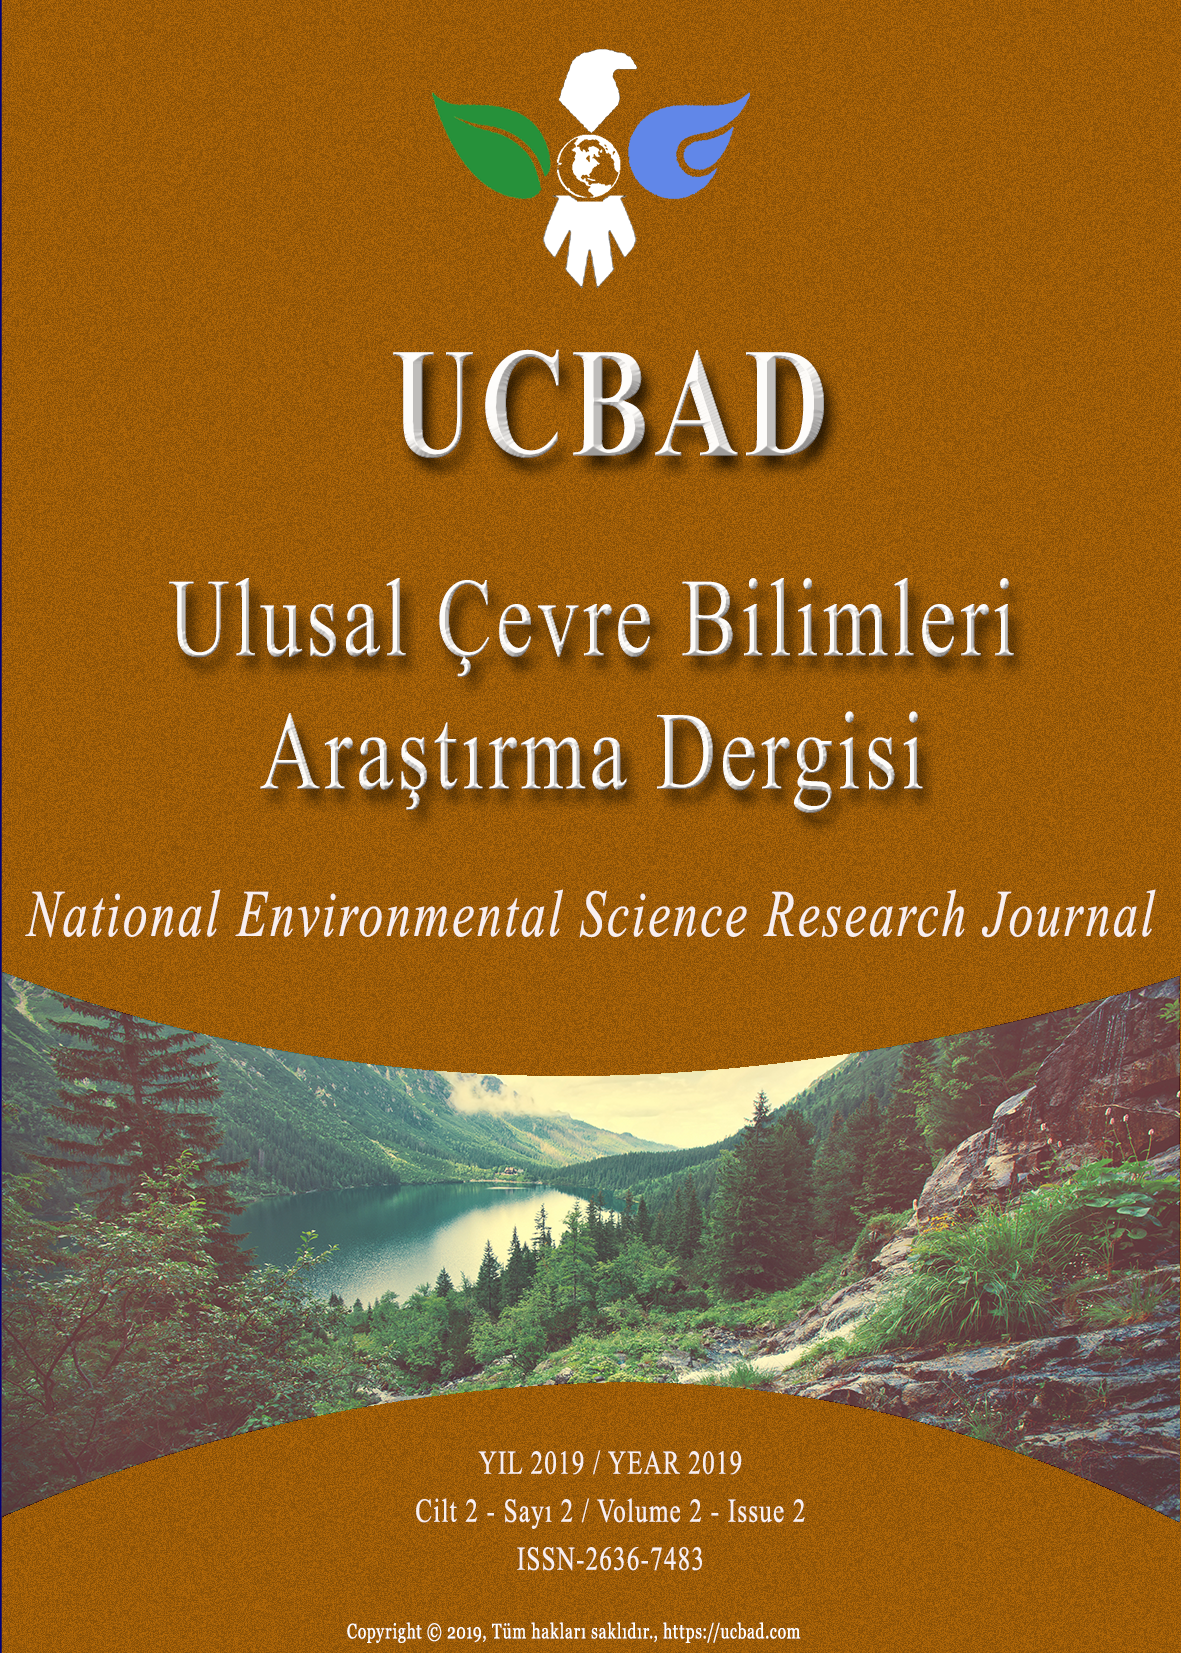 UCBAD
Ulusal Çevre Bilimleri
Araştırma Dergisi
National Environmental Science Research Journal
YIL 2019 / YEAR 2019
Cilt 2 - Sayı 2 / Volume 2 - Issue 2
ISSN-2636-7483
Copyright © 2019, Tüm hakları saklıdır., https://ucbad.com